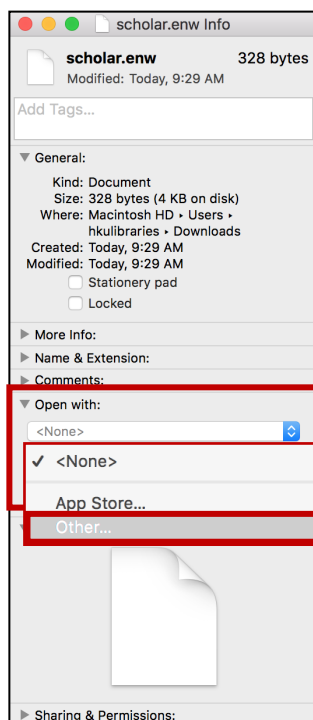 scholar.enw Info
scholar.enw 328 bytes
Modified: Today, 9:29 AM
Add Tags...
▼ General:
Kind: Document
Size: 328 bytes (4 KB on disk)
Where: Macintosh HD ▸ Users ▸
hkulibraries ▸ Downloads
Created: Today, 9:29 AM
Modified: Today, 9:29 AM
Stationery pad
Locked
▶ More Info:
▶ Name & Extension:
▶ Comments:
▼ Open with:
<None>
✓ <None>
App Store...
Other...
▶ Sharing & Permissions: